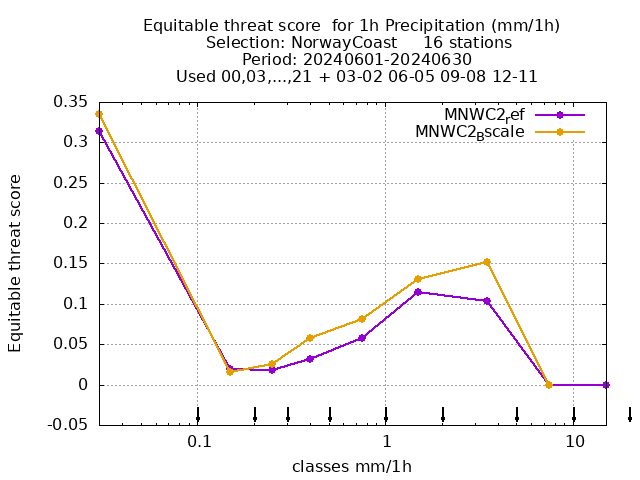 Equitable threat score  for 1h Precipitation (mm/1h)
Selection: NorwayCoast     16 stations
Period: 20240601-20240630
Used 00,03,...,21 + 03-02 06-05 09-08 12-11
0.35
MNWC2ref
0.3
MNWC2Bscale
0.25
0.2
Equitable threat score
0.15
0.1
0.05
0
-0.05
0.1 1 10
classes mm/1h